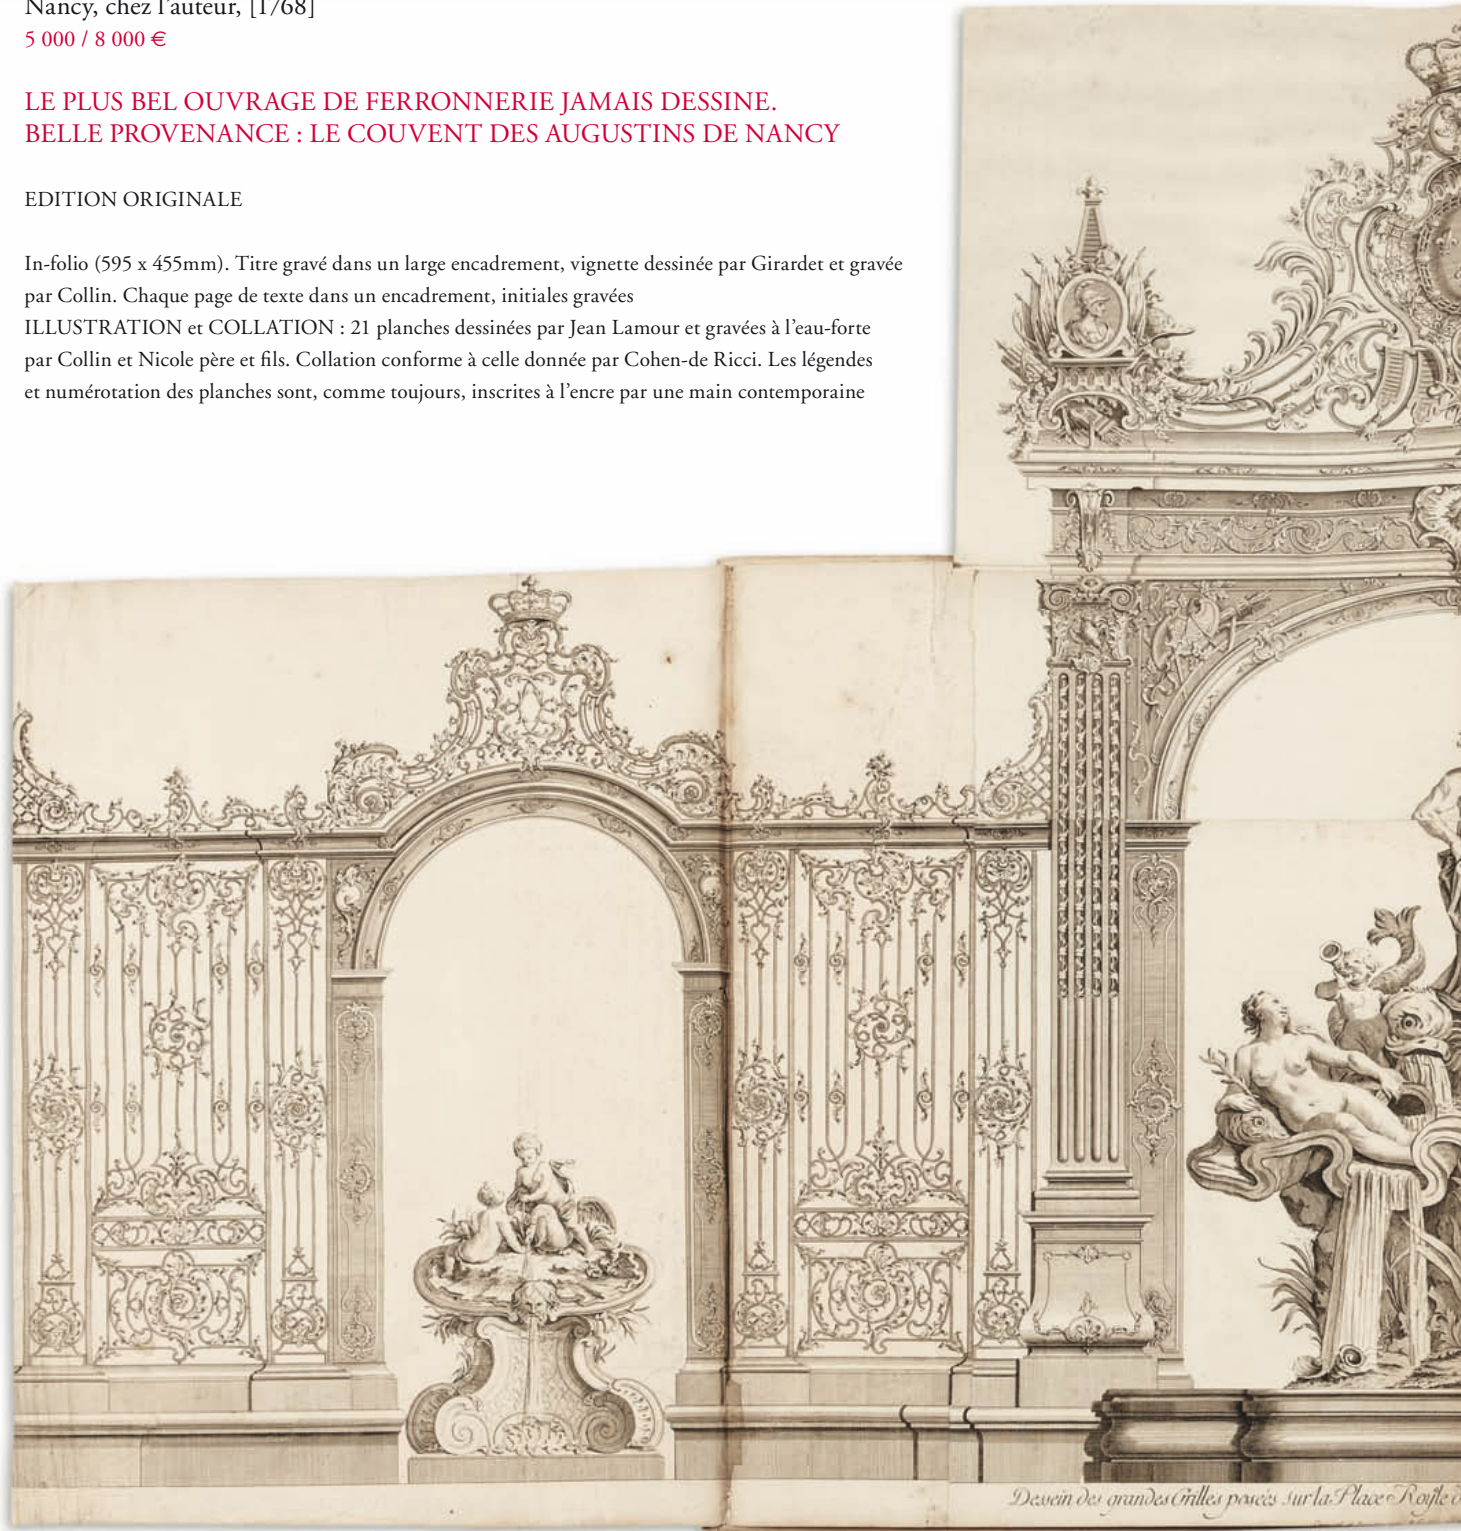 Nancy, chez l'auteur, [1768]
5 000 / 8 000 €
LE PLUS BEL OUVRAGE DE FERRONNERIE JAMAIS DESSINE.
BELLE PROVENANCE : LE COUVENT DES AUGUSTINS DE NANCY
EDITION ORIGINALE
In-folio (595 x 455mm). Titre gravé dans un large encadrement, vignette dessinée par Girardet et gravée
par Collin. Chaque page de texte dans un encadrement, initiales gravées
ILLUSTRATION et COLLATION : 21 planches dessinées par Jean Lamour et gravées à l'eau-forte
par Collin et Nicole père et fils. Collation conforme à celle donnée par Cohen-de Ricci. Les légendes
et numérotation des planches sont, comme toujours, inscrites à l'encre par une main contemporaine
Dessein des grandes Grilles posées sur la Place Royle